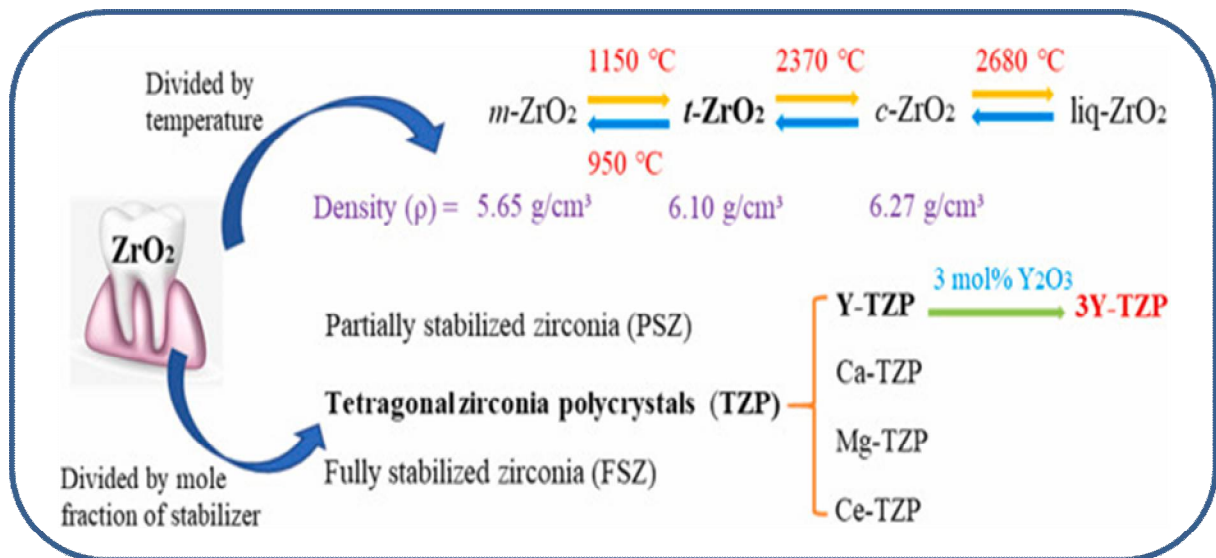 Divided by
temperature
1150 °C 2370 °C 2680 °C
m-ZrO₂ t-ZrO₂ c-ZrO₂ liq-ZrO₂
950 °C
Density (ρ) = 5.65 g/cm³ 6.10 g/cm³ 6.27 g/cm³
ZrO₂
3 mol% Y₂O₃
Y-TZP 3Y-TZP
Partially stabilized zirconia (PSZ)
Ca-TZP
Tetragonal zirconia polycrystals (TZP)
Mg-TZP
Fully stabilized zirconia (FSZ)
Ce-TZP
Divided by mole
fraction of stabilizer